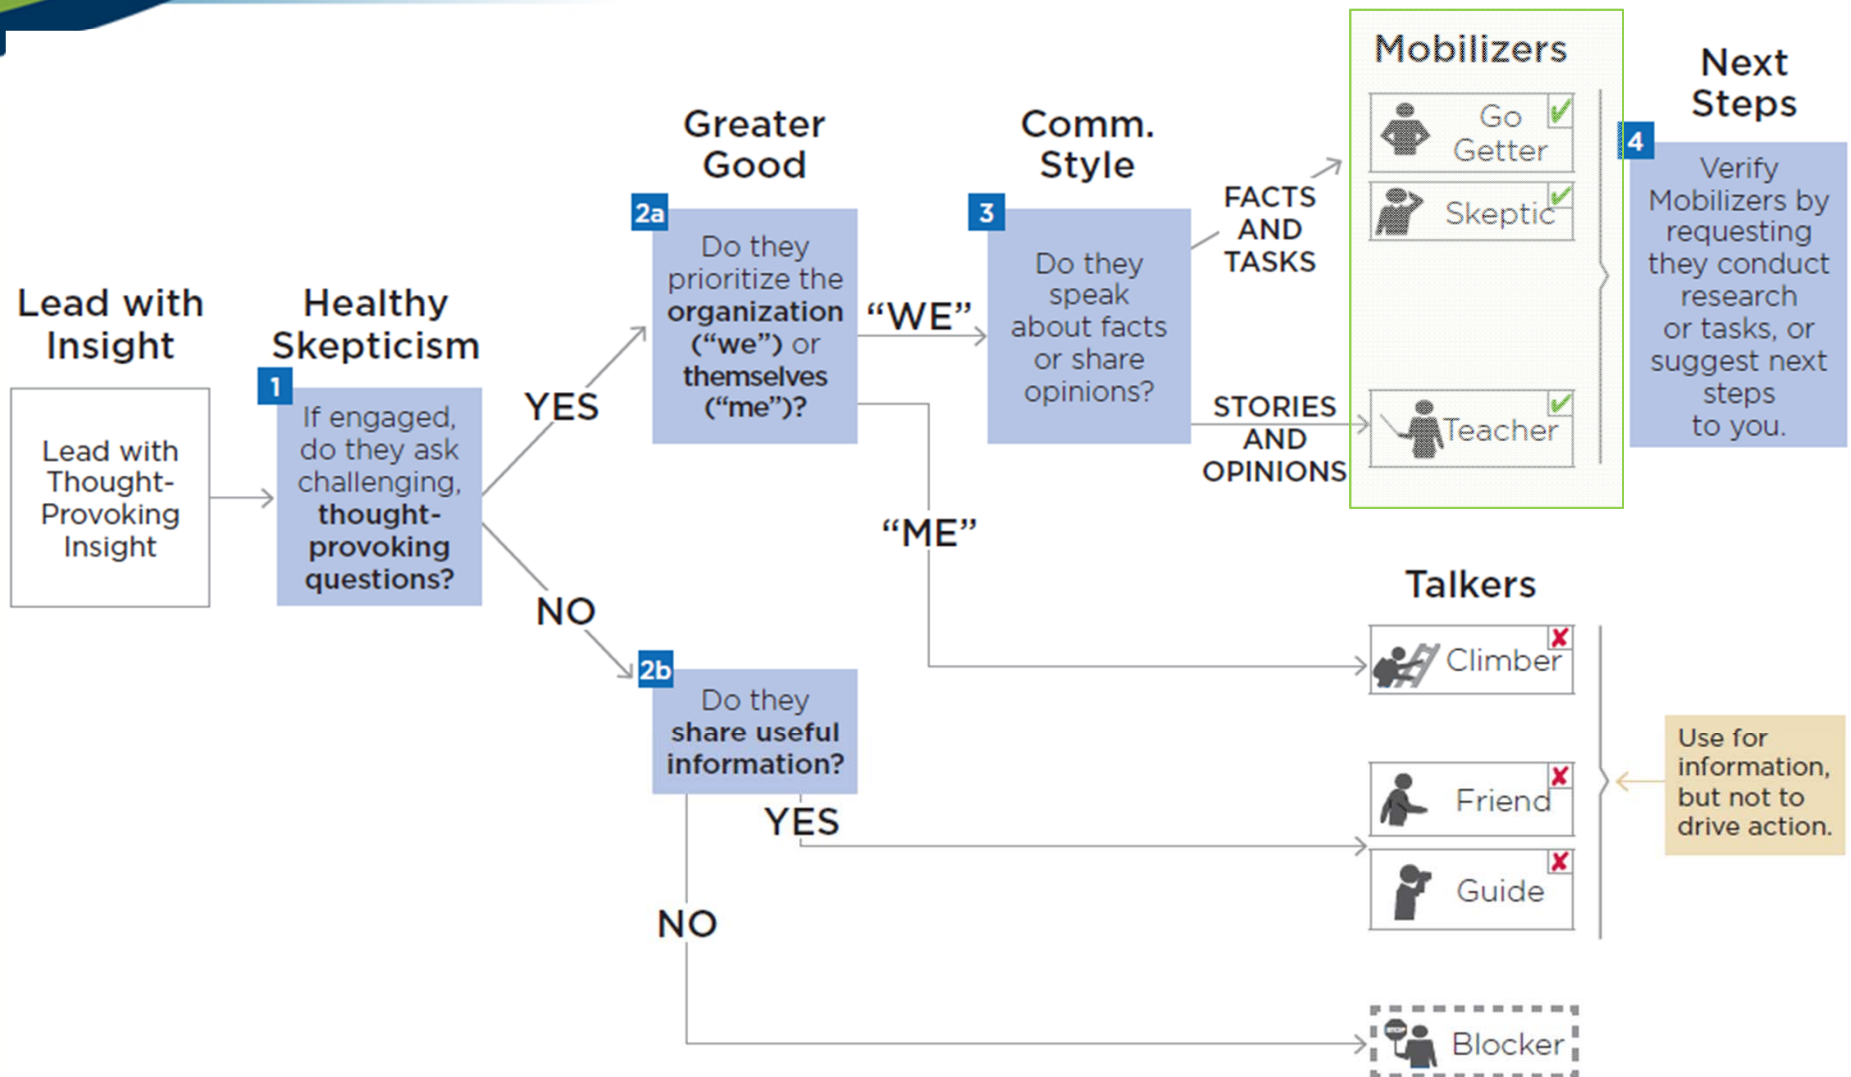 Lead with
Insight
Lead with
Thought-
Provoking
Insight
Healthy
Skepticism
1
If engaged,
do they ask
challenging,
thought-
provoking
questions?
YES
NO
Greater
Good
2a
Do they
prioritize the
organization
(“we”) or
themselves
(“me”)?
“WE”
“ME”
2b
Do they
share useful
information?
YES
NO
Comm.
Style
3
Do they
speak
about facts
or share
opinions?
FACTS
AND
TASKS
STORIES
AND
OPINIONS
Mobilizers
Go
Getter
Skeptic
Teacher
Next
Steps
4
Verify
Mobilizers by
requesting
they conduct
research
or tasks, or
suggest next
steps
to you.
Talkers
Climber
Friend
Guide
Use for
information,
but not to
drive action.
STOP
Blocker